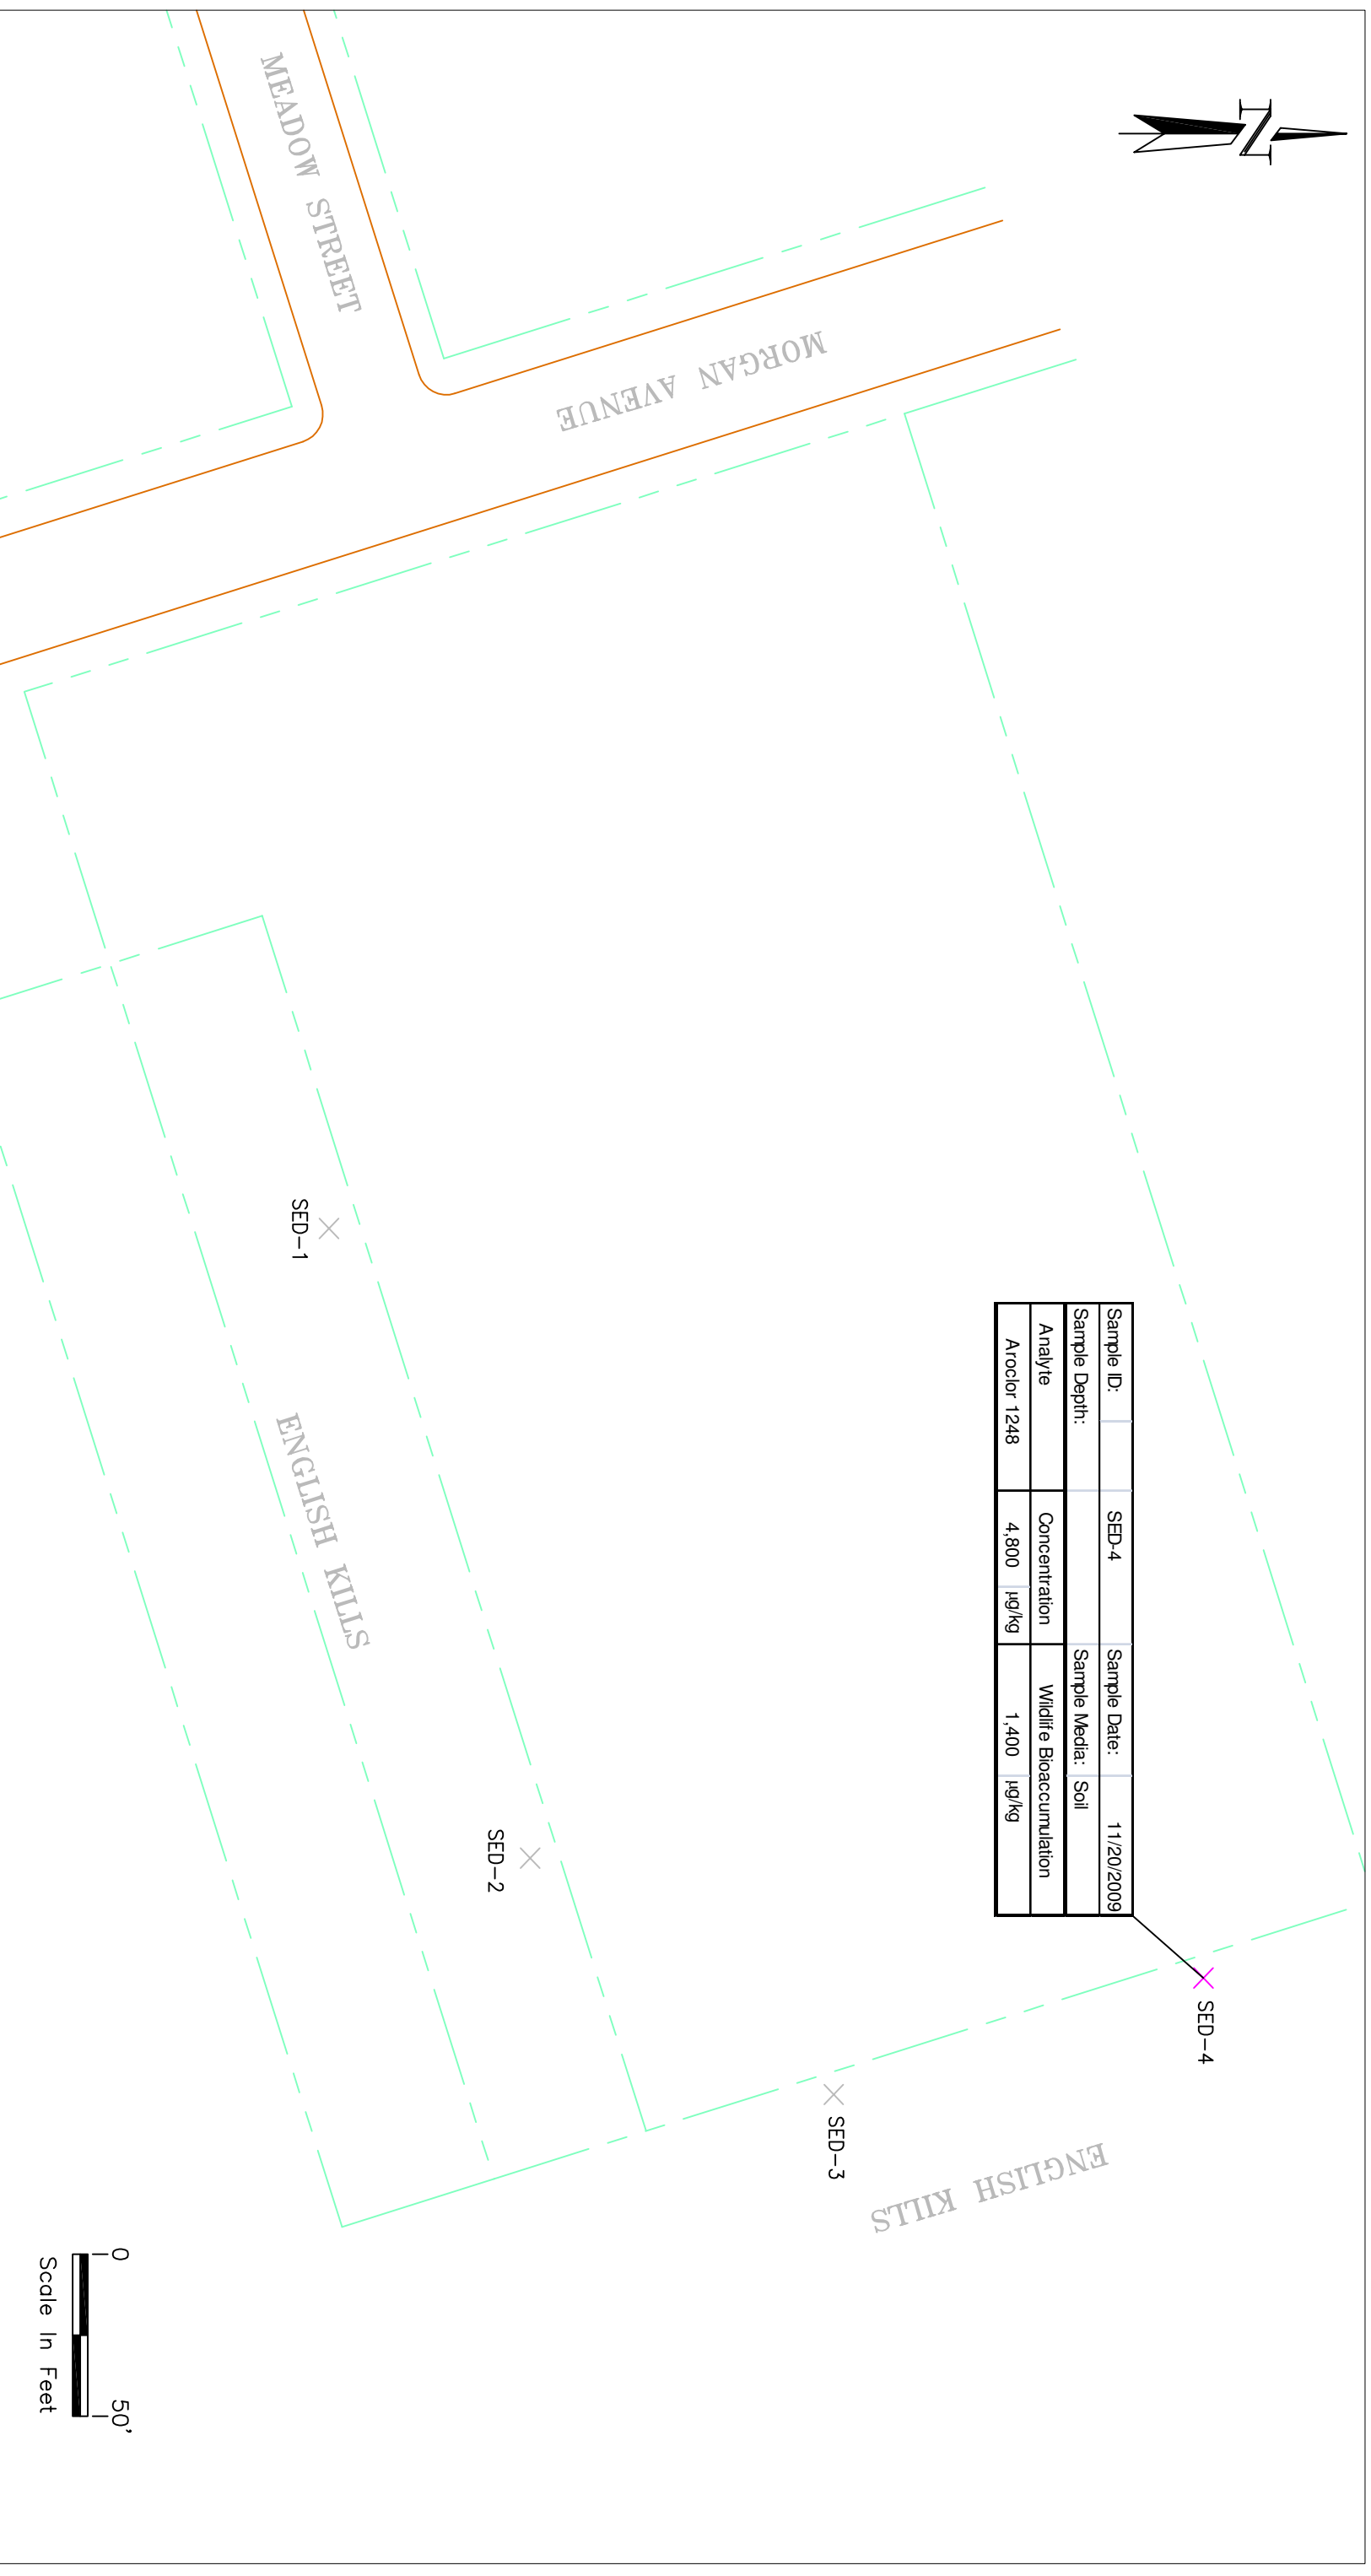 N
MEADOW STREET
MORGAN AVENUE
Sample ID: SED-4 Sample Date: 11/20/2009
Sample Depth: Sample Media: Soil
Analyte Concentration Wildlife Bioaccumulation
Aroclor 1248 4,800 µg/kg 1,400 µg/kg
SED-4
SED-3
SED-2
SED-1
ENGLISH KILLS
ENGLISH KILLS
0 50'
Scale In Feet